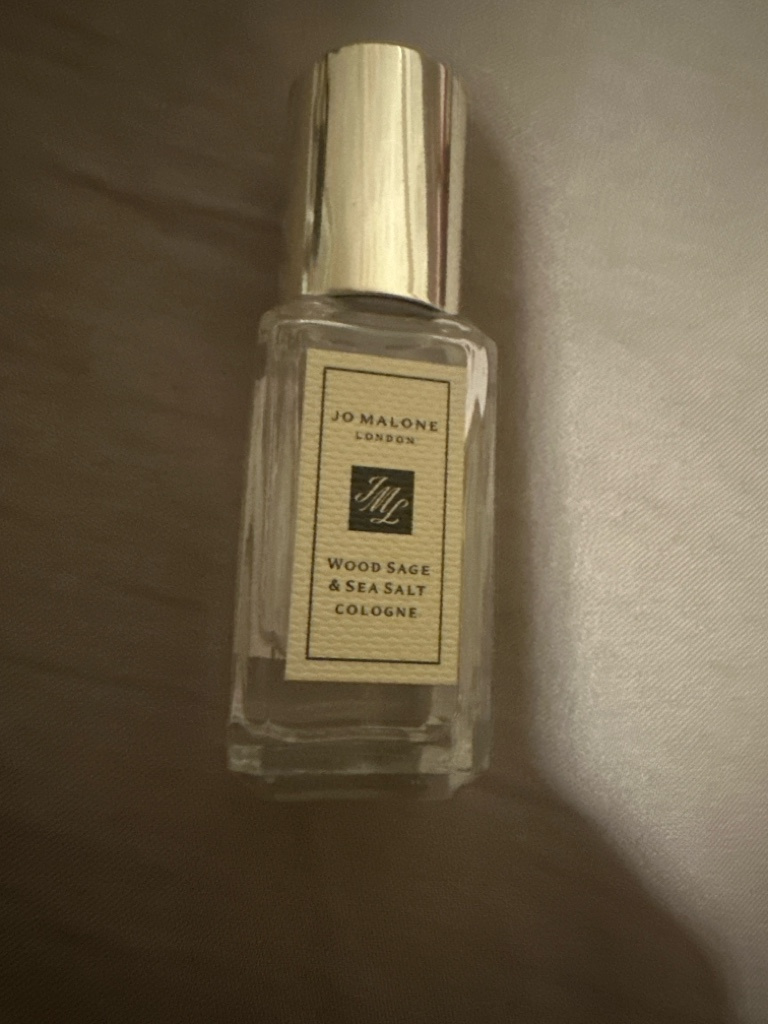 JO MALONE
LONDON
JML
WOOD SAGE
& SEA SALT
COLOGNE